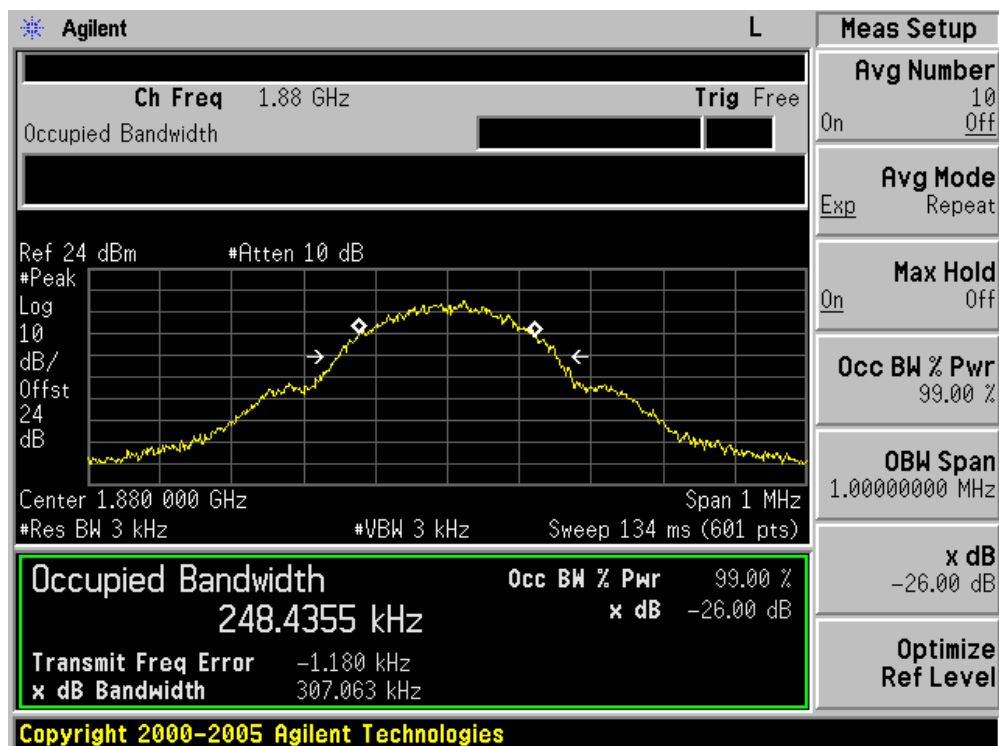 Agilent L Meas Setup
Ch Freq 1.88 GHz Trig Free
Occupied Bandwidth
Avg Number
10
On Off
Avg Mode
Exp Repeat
Max Hold
On Off
Occ BW % Pwr
99.00 %
OBW Span
1.00000000 MHz
x dB
-26.00 dB
Optimize
Ref Level
Ref 24 dBm #Atten 10 dB
#Peak
Log
10
dB/
Offst
24
dB
Center 1.880 000 GHz Span 1 MHz
#Res BW 3 kHz #VBW 3 kHz Sweep 134 ms (601 pts)
Occupied Bandwidth Occ BW % Pwr 99.00 %
248.4355 kHz x dB -26.00 dB
Transmit Freq Error -1.180 kHz
x dB Bandwidth 307.063 kHz
Copyright 2000-2005 Agilent Technologies